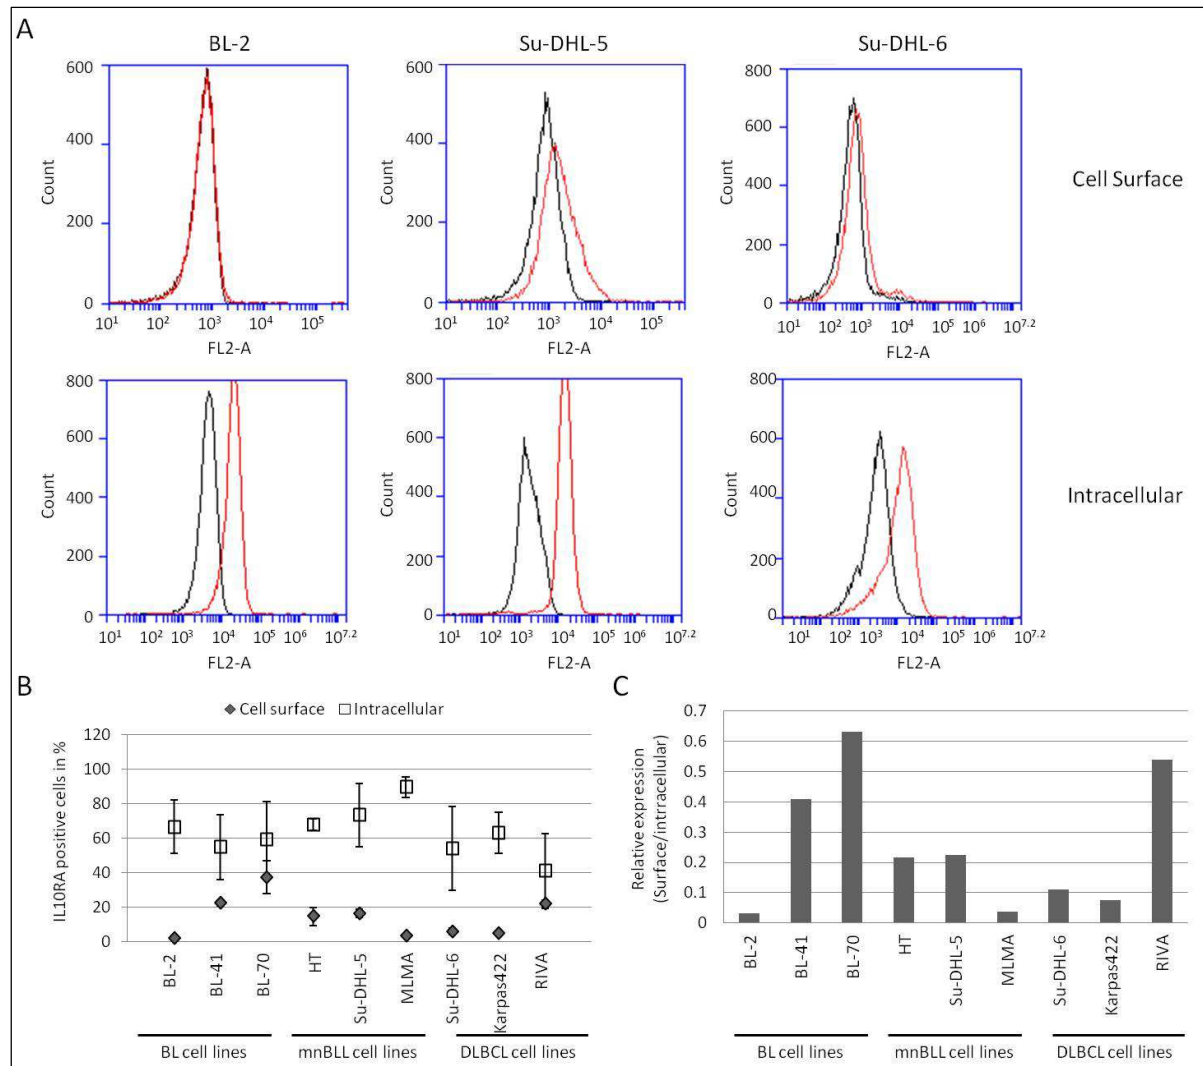 A
BL-2
Su-DHL-5
Su-DHL-6
600
400
200
0
Count
10¹ 10² 10³ 10⁴ 10⁵
FL2-A
600
400
200
0
Count
10¹ 10² 10³ 10⁴ 10⁵
FL2-A
800
600
400
200
0
Count
10¹ 10² 10³ 10⁴ 10⁵ 10⁶ 10⁷·²
FL2-A
Cell Surface
800
600
400
200
0
Count
10¹ 10² 10³ 10⁴ 10⁵ 10⁶ 10⁷·²
FL2-A
800
600
400
200
0
Count
10¹ 10² 10³ 10⁴ 10⁵ 10⁶ 10⁷·²
FL2-A
800
600
400
200
0
Count
10¹ 10² 10³ 10⁴ 10⁵ 10⁶ 10⁷·²
FL2-A
Intracellular
B
Cell surface Intracellular
IL10RA positive cells in %
120
100
80
60
40
20
0
BL-2
BL-41
BL-70
HT
Su-DHL-5
MLMA
Su-DHL-6
Karpas422
RIVA
BL cell lines
mnBLL cell lines
DLBCL cell lines
C
Relative expression
(Surface/intrracellular)
0.7
0.6
0.5
0.4
0.3
0.2
0.1
0
BL-2
BL-41
BL-70
HT
Su-DHL-5
MLMA
Su-DHL-6
Karpas422
RIVA
BL cell lines
mnBLL cell lines
DLBCL cell lines